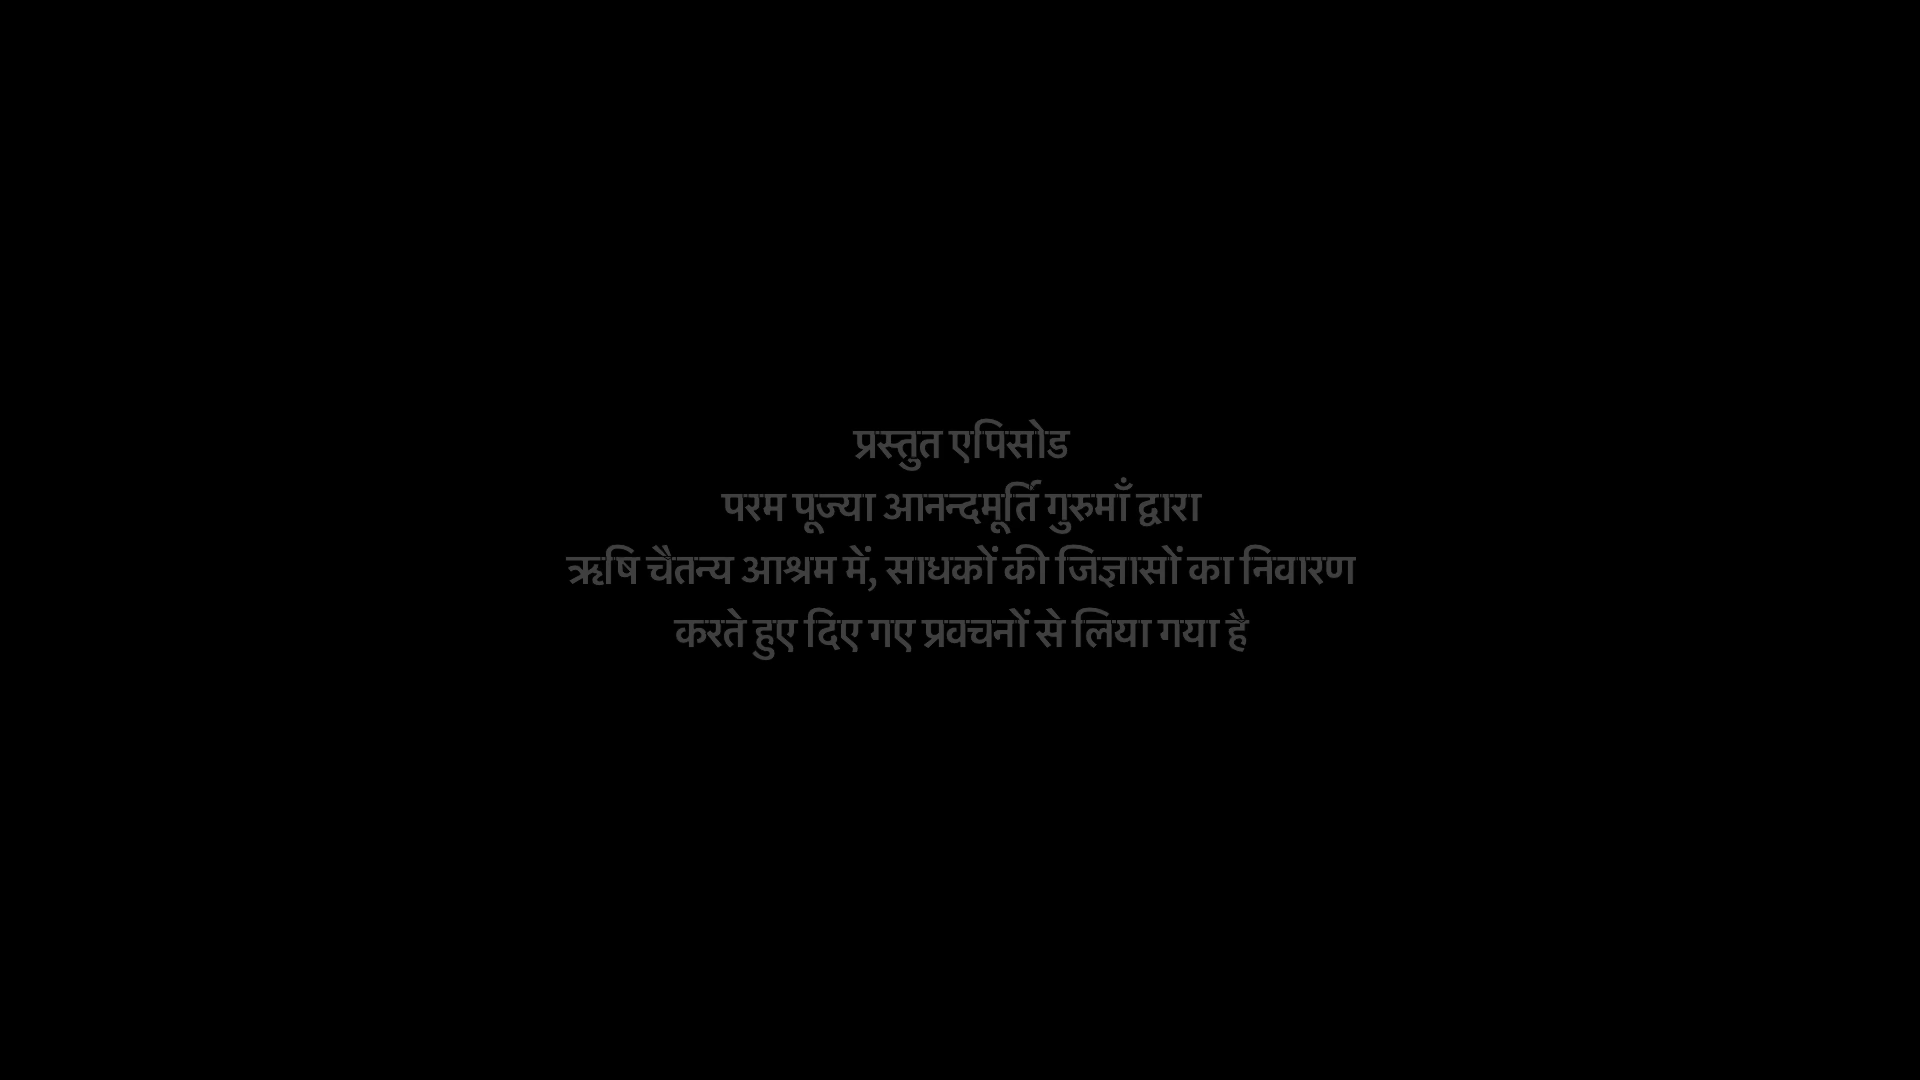 प्रस्तुत एपिसोड
परम पूज्या आनन्दमूर्ति गुरुमाँ द्वारा
ऋषि चैतन्य आश्रम में, साधकों की जिज्ञासों का निवारण
करते हुए दिए गए प्रवचनों से लिया गया है